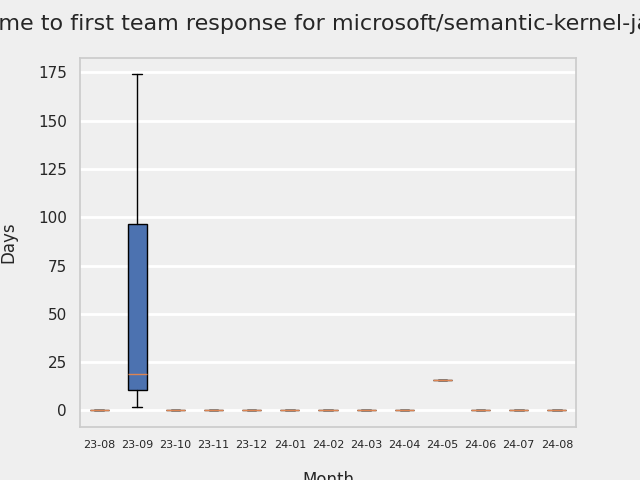 me to first team response for microsoft/semantic-kernel-ja
175
150
125
100
75
50
25
0
Days
23-08 23-09 23-10 23-11 23-12 24-01 24-02 24-03 24-04 24-05 24-06 24-07 24-08
Month